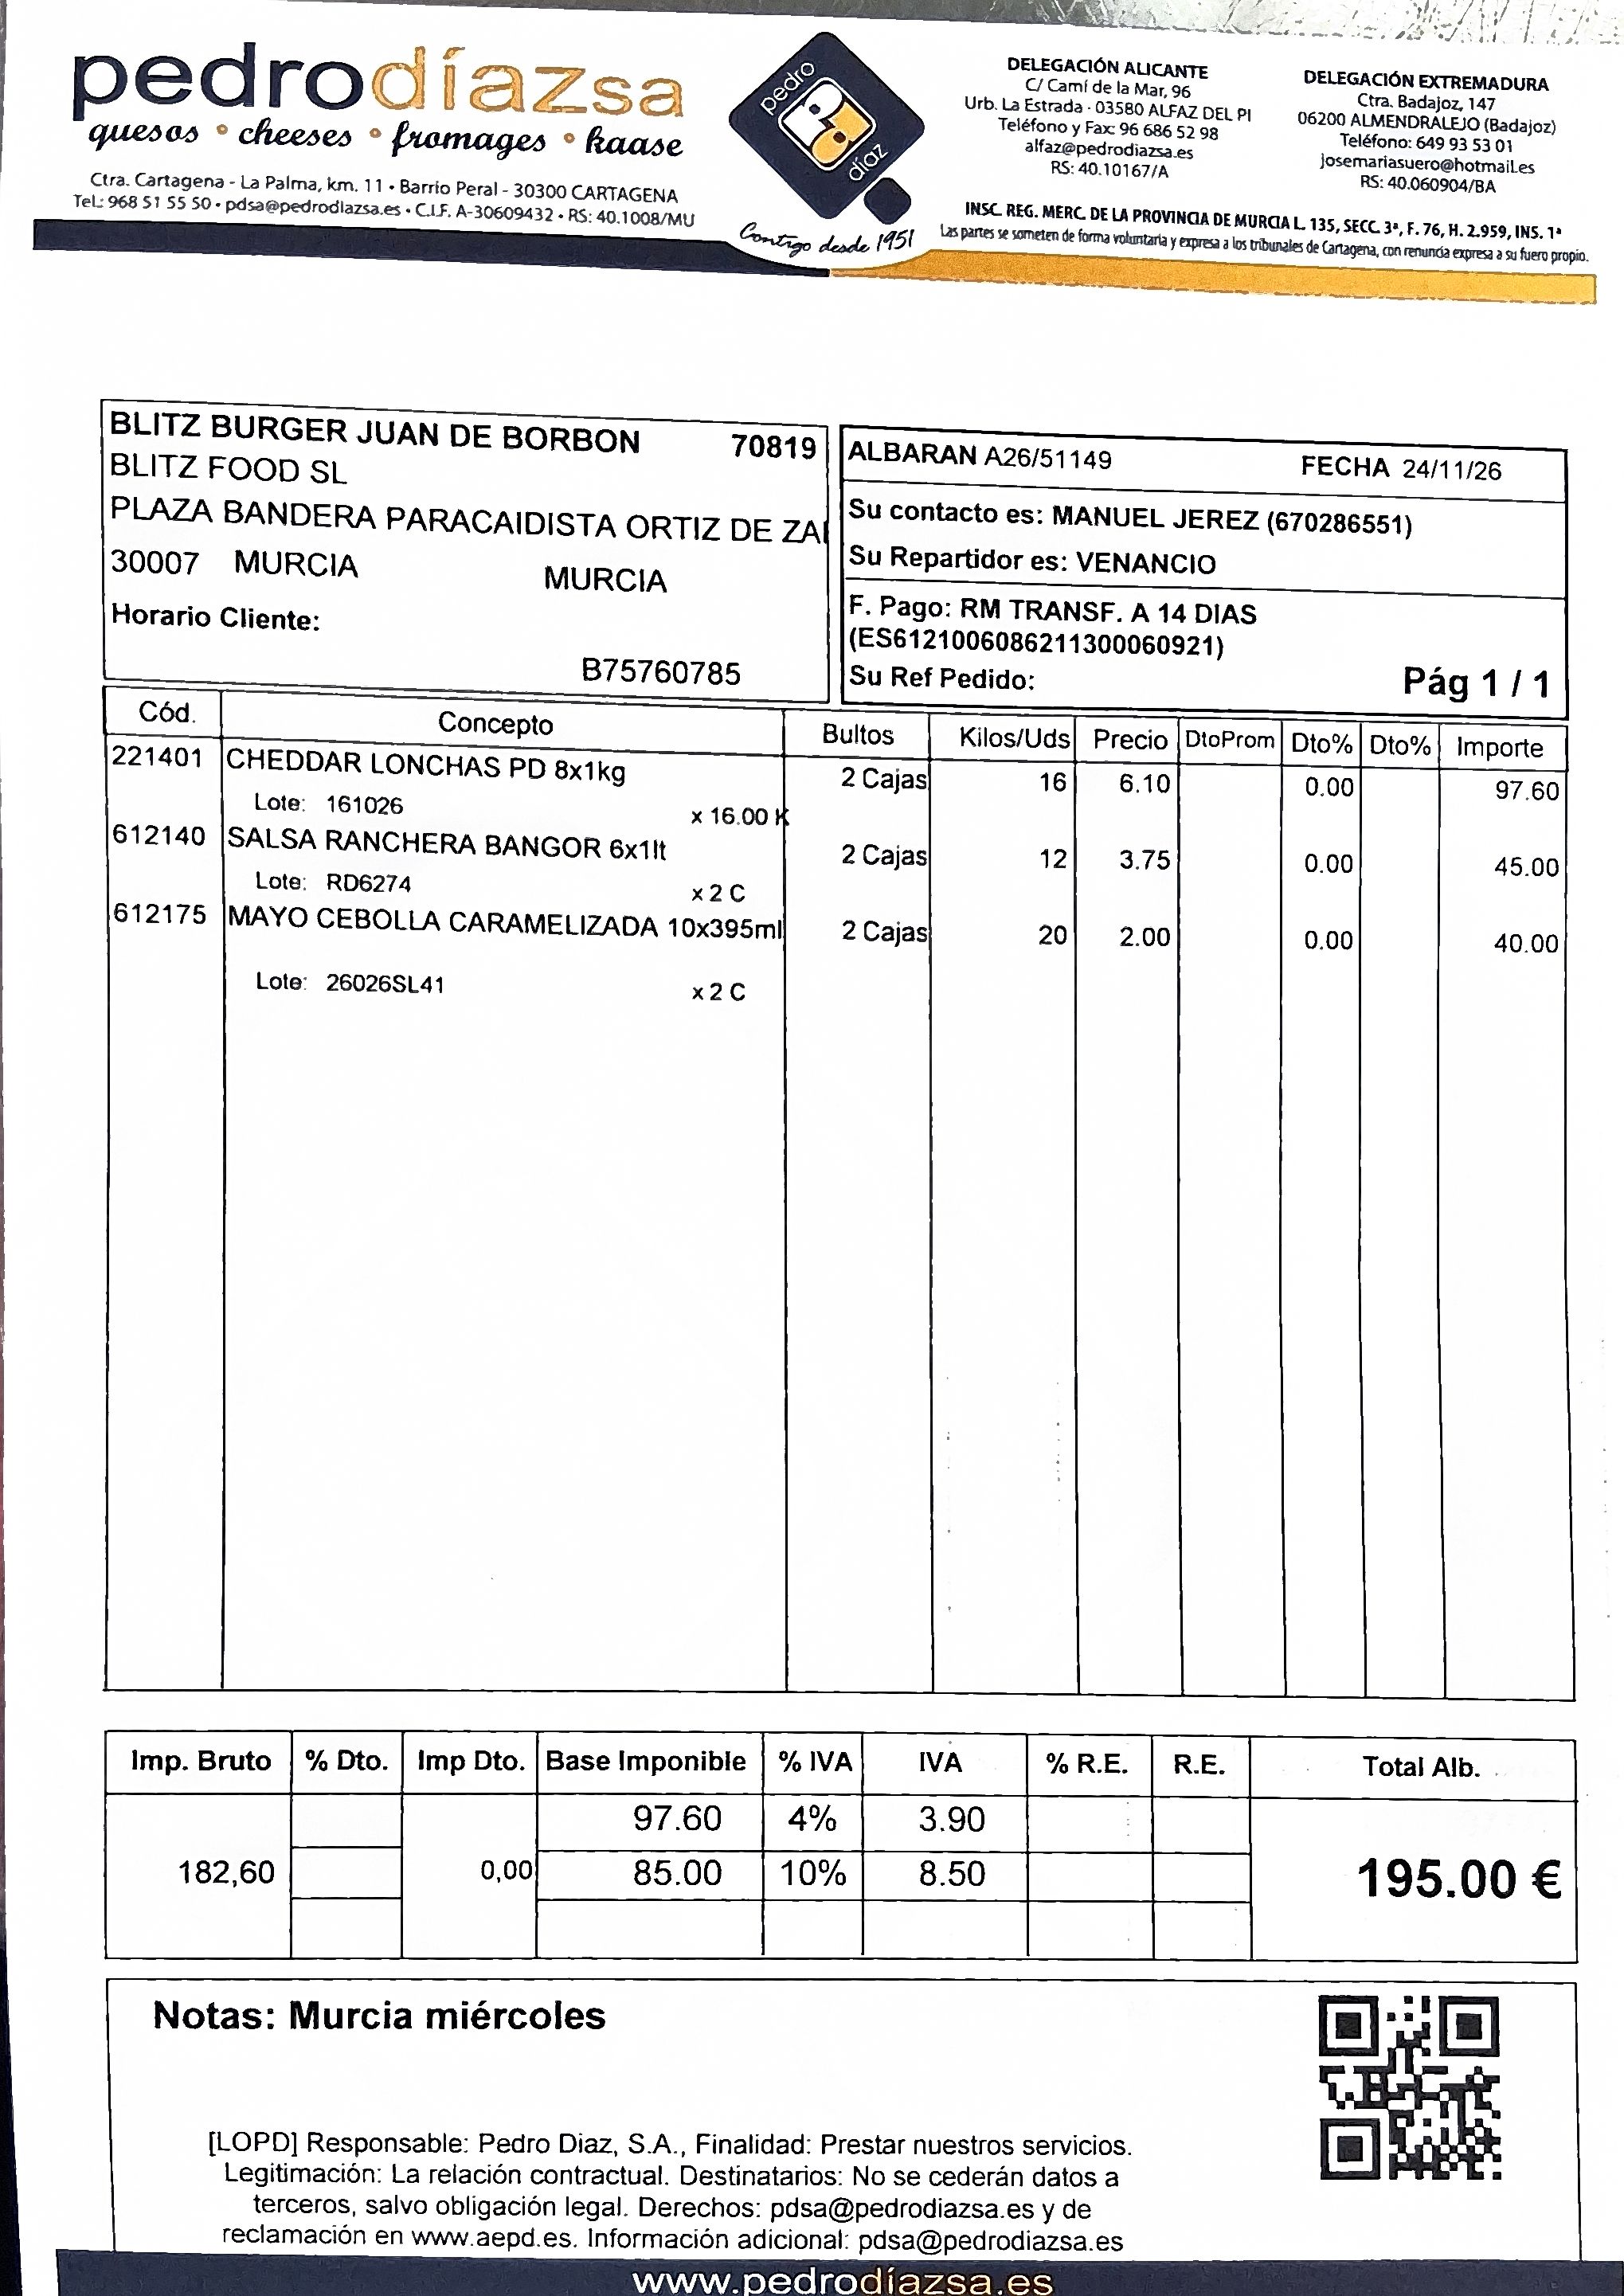 pedrodíazsa
quesos • cheeses • fromages • kaase
Ctra. Cartagena - La Palma, km. 11 • Barrio Peral - 30300 CARTAGENA
Tel.: 968 51 55 50 • pdsa@pedrodiazsa.es • C.I.F. A-30609432 • RS: 40.1008/MU
pedro
díaz
Contigo desde 1951
DELEGACIÓN ALICANTE
C/ Camí de la Mar, 96
Urb. La Estrada · 03580 ALFAZ DEL PI
Teléfono y Fax: 96 686 52 98
alfaz@pedrodiazsa.es
RS: 40.10167/A
DELEGACIÓN EXTREMADURA
Ctra. Badajoz, 147
06200 ALMENDRALEJO (Badajoz)
Teléfono: 649 93 53 01
josemariasuero@hotmail.es
RS: 40.060904/BA
INSC. REG. MERC. DE LA PROVINCIA DE MURCIA L. 135, SECC. 3ª, F. 76, H. 2.959, INS. 1ª
Las partes se someten de forma voluntaria y expresa a los tribunales de Cartagena, con renuncia expresa a su fuero propio.
BLITZ BURGER JUAN DE BORBON 70819
BLITZ FOOD SL
PLAZA BANDERA PARACAIDISTA ORTIZ DE ZA
30007 MURCIA MURCIA
Horario Cliente:
B75760785
ALBARAN A26/51149 FECHA 24/11/26
Su contacto es: MANUEL JEREZ (670286551)
Su Repartidor es: VENANCIO
F. Pago: RM TRANSF. A 14 DIAS
(ES6121006086211300060921)
Su Ref Pedido: Pág 1 / 1
Cód. Concepto Bultos Kilos/Uds Precio DtoProm Dto% Dto% Importe
221401 CHEDDAR LONCHAS PD 8x1kg 2 Cajas 16 6.10 0.00 97.60
Lote: 161026 x 16.00 K
612140 SALSA RANCHERA BANGOR 6x1lt 2 Cajas 12 3.75 0.00 45.00
Lote: RD6274 x 2 C
612175 MAYO CEBOLLA CARAMELIZADA 10x395ml 2 Cajas 20 2.00 0.00 40.00
Lote: 26026SL41 x 2 C
Imp. Bruto % Dto. Imp Dto. Base Imponible % IVA IVA % R.E. R.E. Total Alb.
97.60 4% 3.90
182,60 0,00 85.00 10% 8.50 195.00 €
Notas: Murcia miércoles
[LOPD] Responsable: Pedro Diaz, S.A., Finalidad: Prestar nuestros servicios.
Legitimación: La relación contractual. Destinatarios: No se cederán datos a
terceros, salvo obligación legal. Derechos: pdsa@pedrodiazsa.es y de
reclamación en www.aepd.es. Información adicional: pdsa@pedrodiazsa.es
www.pedrodíazsa.es